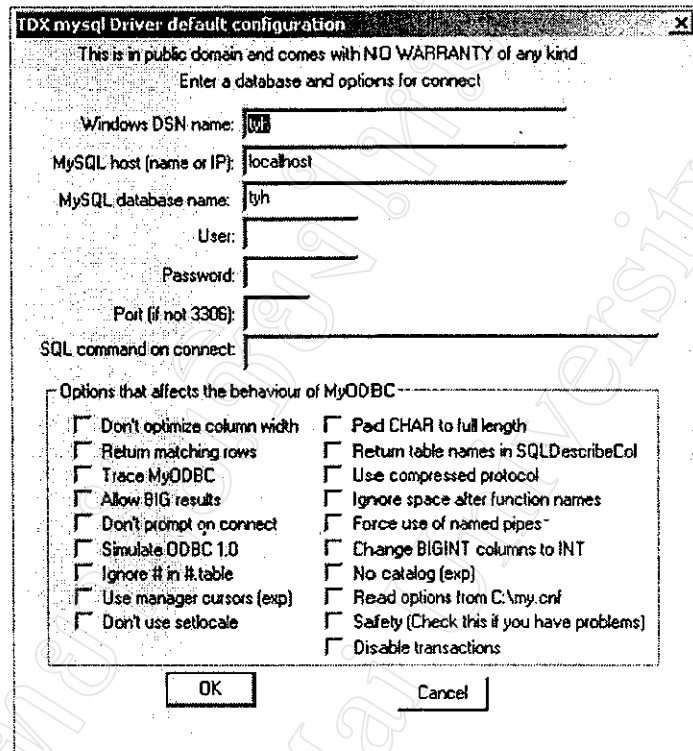 TDX mysql Driver default configuration
This is in public domain and comes with NO WARRANTY of any kind
Enter a database and options for connect
Windows DSN name: tyh
MySQL host (name or IP): localhost
MySQL database name: tyh
User:
Password:
Port (if not 3306):
SQL command on connect:
Options that affects the behaviour of MyODBC
Don't optimize column width
Return matching rows
Trace MyODBC
Allow BIG results
Don't prompt on connect
Simulate ODBC 1.0
Ignore # in #.table
Use manager cursors (exp)
Don't use setlocale
Pad CHAR to full length
Return table names in SQLDescribeCol
Use compressed protocol
Ignore space after function names
Force use of named pipes
Change BIGINT columns to INT
No catalog (exp)
Read options from C:\my.cnf
Safety (Check this if you have problems)
Disable transactions
OK
Cancel